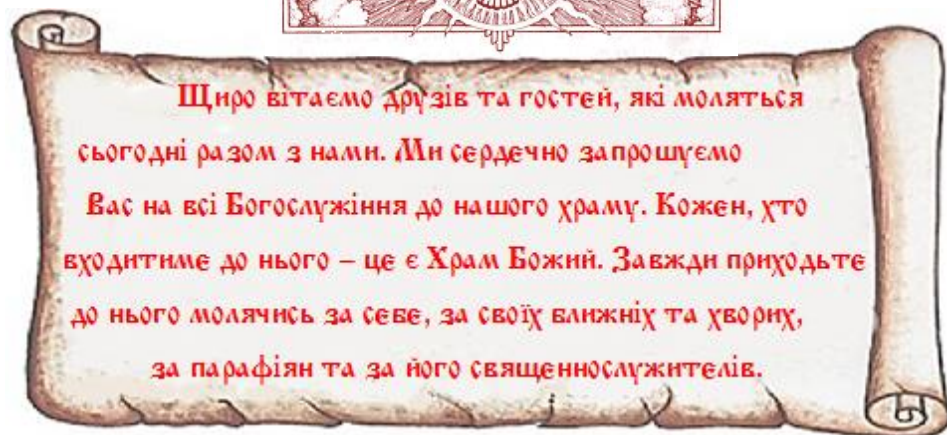 Щиро вітаємо друзів та гостей, які моляться
сьогодні разом з нами. Ми сердечно запрошуємо
Вас на всі Богослужіння до нашого храму. Кожен, хто
входитиме до нього – це є Храм Божий. Завжди приходьте
до нього молячись за себе, за своїх ближніх та хворих,
за парафіян та за його священнослужителів.